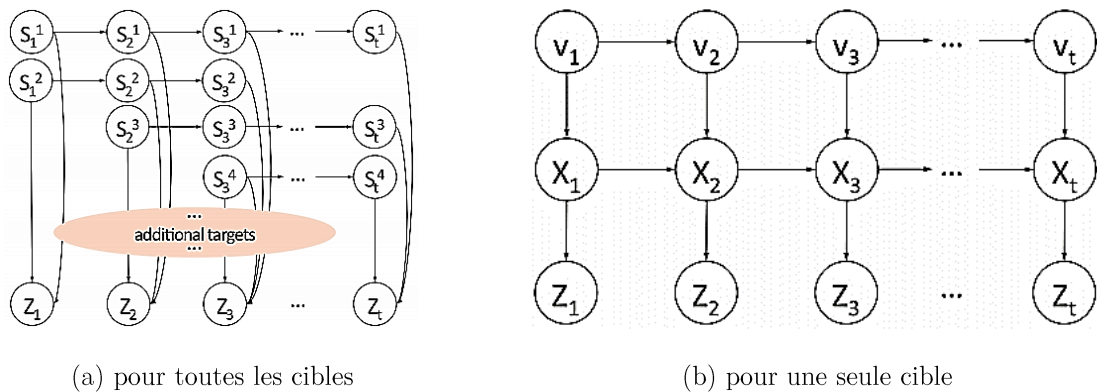 S₁¹ S₂¹ S₃¹ ... Sₜ¹
S₁² S₂² S₃²
S₂³ S₃³ ... Sₜ³
S₃⁴ ... Sₜ⁴
...
additional targets
...
Z₁ Z₂ Z₃ ... Zₜ
(a) pour toutes les cibles
v₁ v₂ v₃ ... vₜ
X₁ X₂ X₃ ... Xₜ
Z₁ Z₂ Z₃ ... Zₜ
(b) pour une seule cible